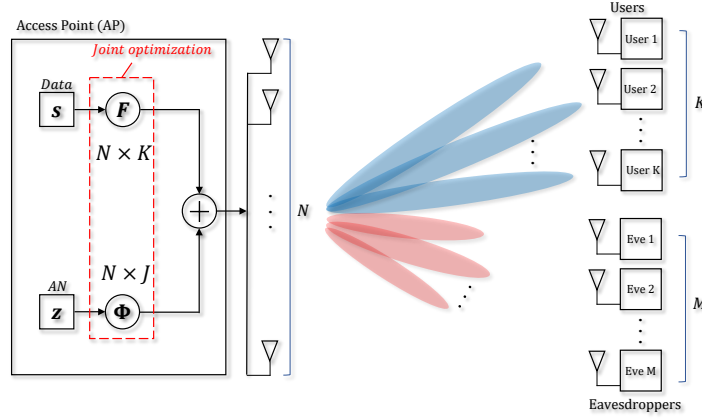 Access Point (AP)
Joint optimization
Data
s
F
N × K
N × J
AN
z
Φ
N
Users
User 1
User 2
User K
K
Eve 1
Eve 2
Eve M
M
Eavesdroppers